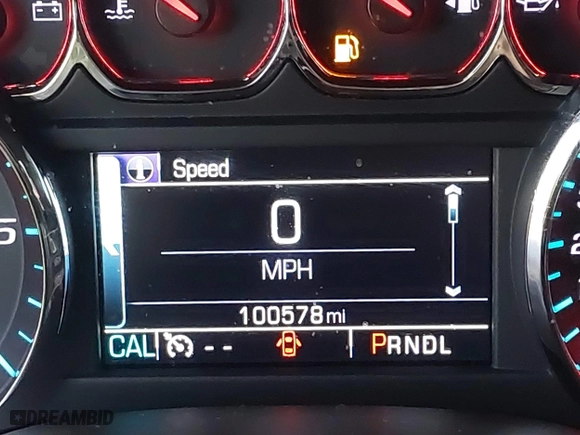 Speed
0
MPH
100578 mi
CAL -- PRNDL
DREAMBID